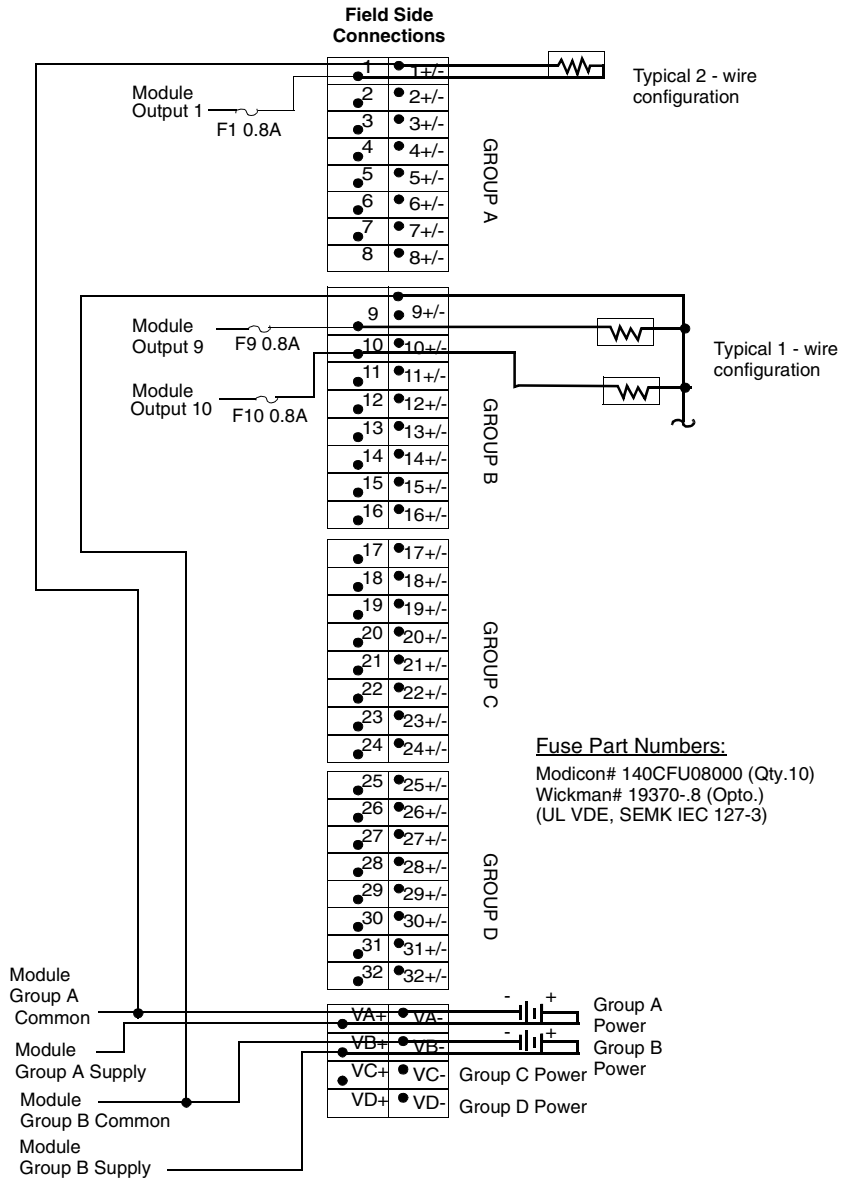 Field Side
Connections
1 1+/-
Typical 2 - wire
configuration
Module
Output 1
F1 0.8A
2 2+/-
3 3+/-
4 4+/-
5 5+/-
6 6+/-
7 7+/-
8 8+/-
GROUP A
9 9+/-
Module
Output 9
F9 0.8A
10 10+/-
Typical 1 - wire
configuration
Module
Output 10
F10 0.8A
11 11+/-
12 12+/-
13 13+/-
14 14+/-
15 15+/-
16 16+/-
GROUP B
17 17+/-
18 18+/-
19 19+/-
20 20+/-
21 21+/-
22 22+/-
23 23+/-
24 24+/-
GROUP C
Fuse Part Numbers:
Modicon# 140CFU08000 (Qty.10)
Wickman# 19370-.8 (Opto.)
(UL VDE, SEMK IEC 127-3)
25 25+/-
26 26+/-
27 27+/-
28 28+/-
29 29+/-
30 30+/-
31 31+/-
32 32+/-
GROUP D
Module
Group A
Common
VA+ VA-
- +
Group A
Power
Module
Group A Supply
VB+ VB-
- +
Group B
Power
VC+ VC- Group C Power
Module
Group B Common
VD+ VD- Group D Power
Module
Group B Supply